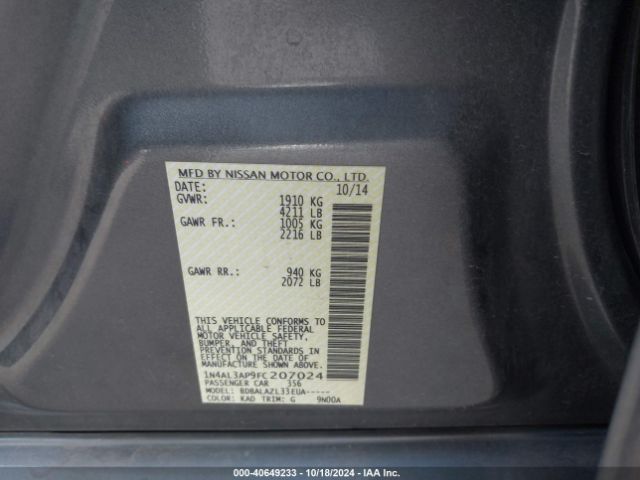 MFD BY NISSAN MOTOR CO., LTD.
DATE: 10/14
GVWR: 1910 KG
4211 LB
GAWR FR.: 1005 KG
2216 LB
GAWR RR.: 940 KG
2072 LB
THIS VEHICLE CONFORMS TO
ALL APPLICABLE FEDERAL
MOTOR VEHICLE SAFETY,
BUMPER, AND THEFT
PREVENTION STANDARDS
IN EFFECT ON THE DATE OF
MANUFACTURE SHOWN ABOVE.
1N4AL3AP9FC207024
PASSENGER CAR 356
MODEL: BDBALAZL33EUA-----
COLOR: KAD TRIM: G 9N00A
000-40649233 - 10/18/2024 - IAA Inc.